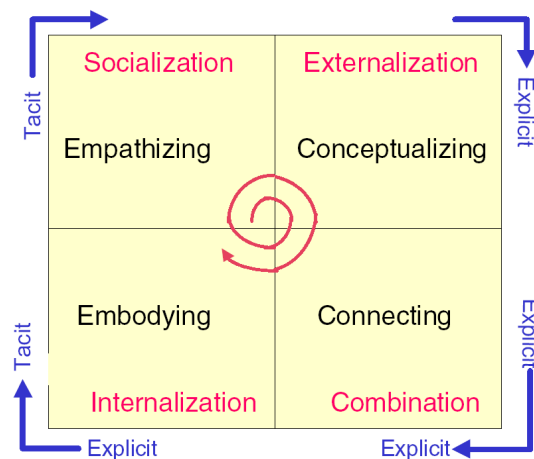 Socialization
Externalization
Tacit
Explicit
Empathizing
Conceptualizing
Embodying
Connecting
Tacit
Explicit
Internalization
Combination
Explicit
Explicit